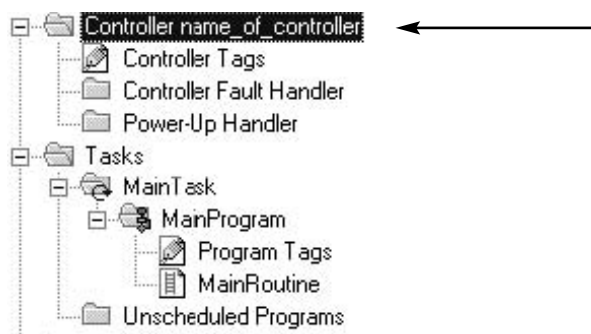 Controller name_of_controller
Controller Tags
Controller Fault Handler
Power-Up Handler
Tasks
MainTask
MainProgram
Program Tags
MainRoutine
Unscheduled Programs